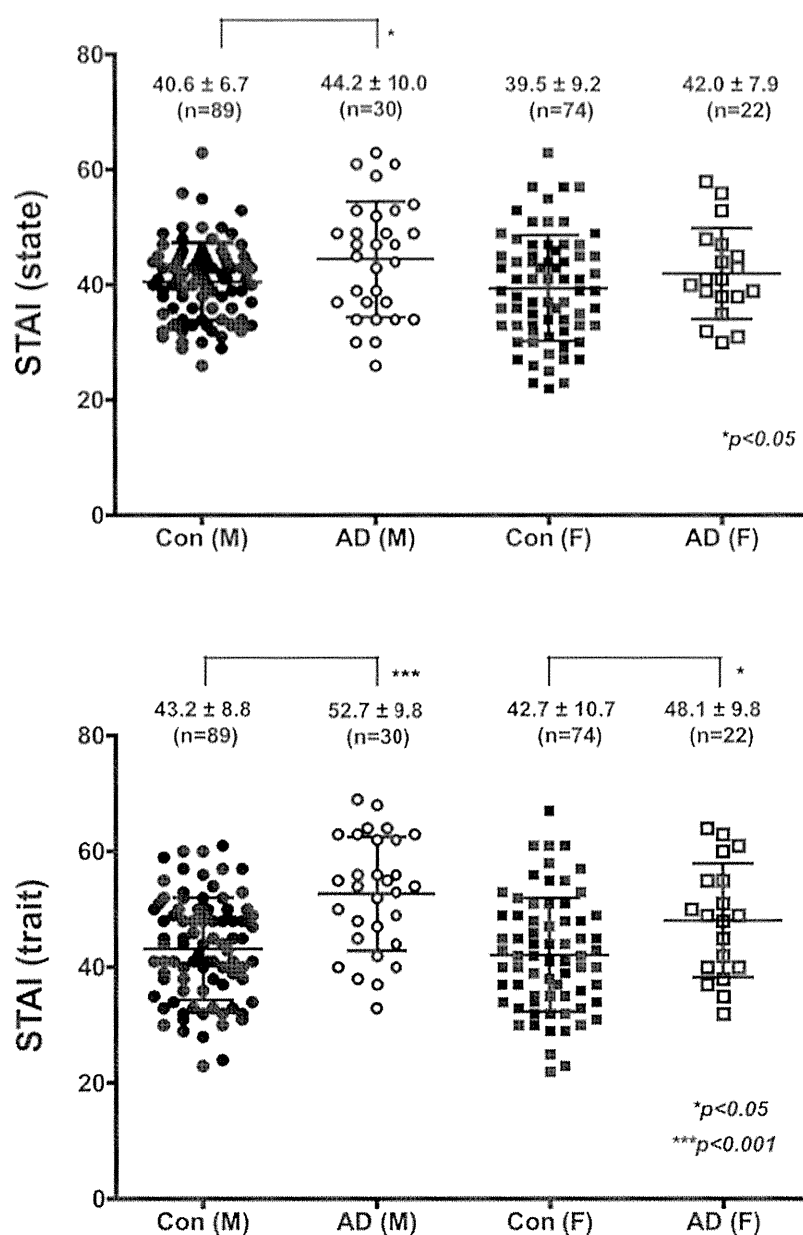 *
80
40.6 ± 6.7 44.2 ± 10.0 39.5 ± 9.2 42.0 ± 7.9
(n=89) (n=30) (n=74) (n=22)
60
STAI (state)
40
20
*p<0.05
0
Con (M) AD (M) Con (F) AD (F)
*** *
43.2 ± 8.8 52.7 ± 9.8 42.7 ± 10.7 48.1 ± 9.8
80
(n=89) (n=30) (n=74) (n=22)
60
STAI (trait)
40
20
*p<0.05
***p<0.001
0
Con (M) AD (M) Con (F) AD (F)